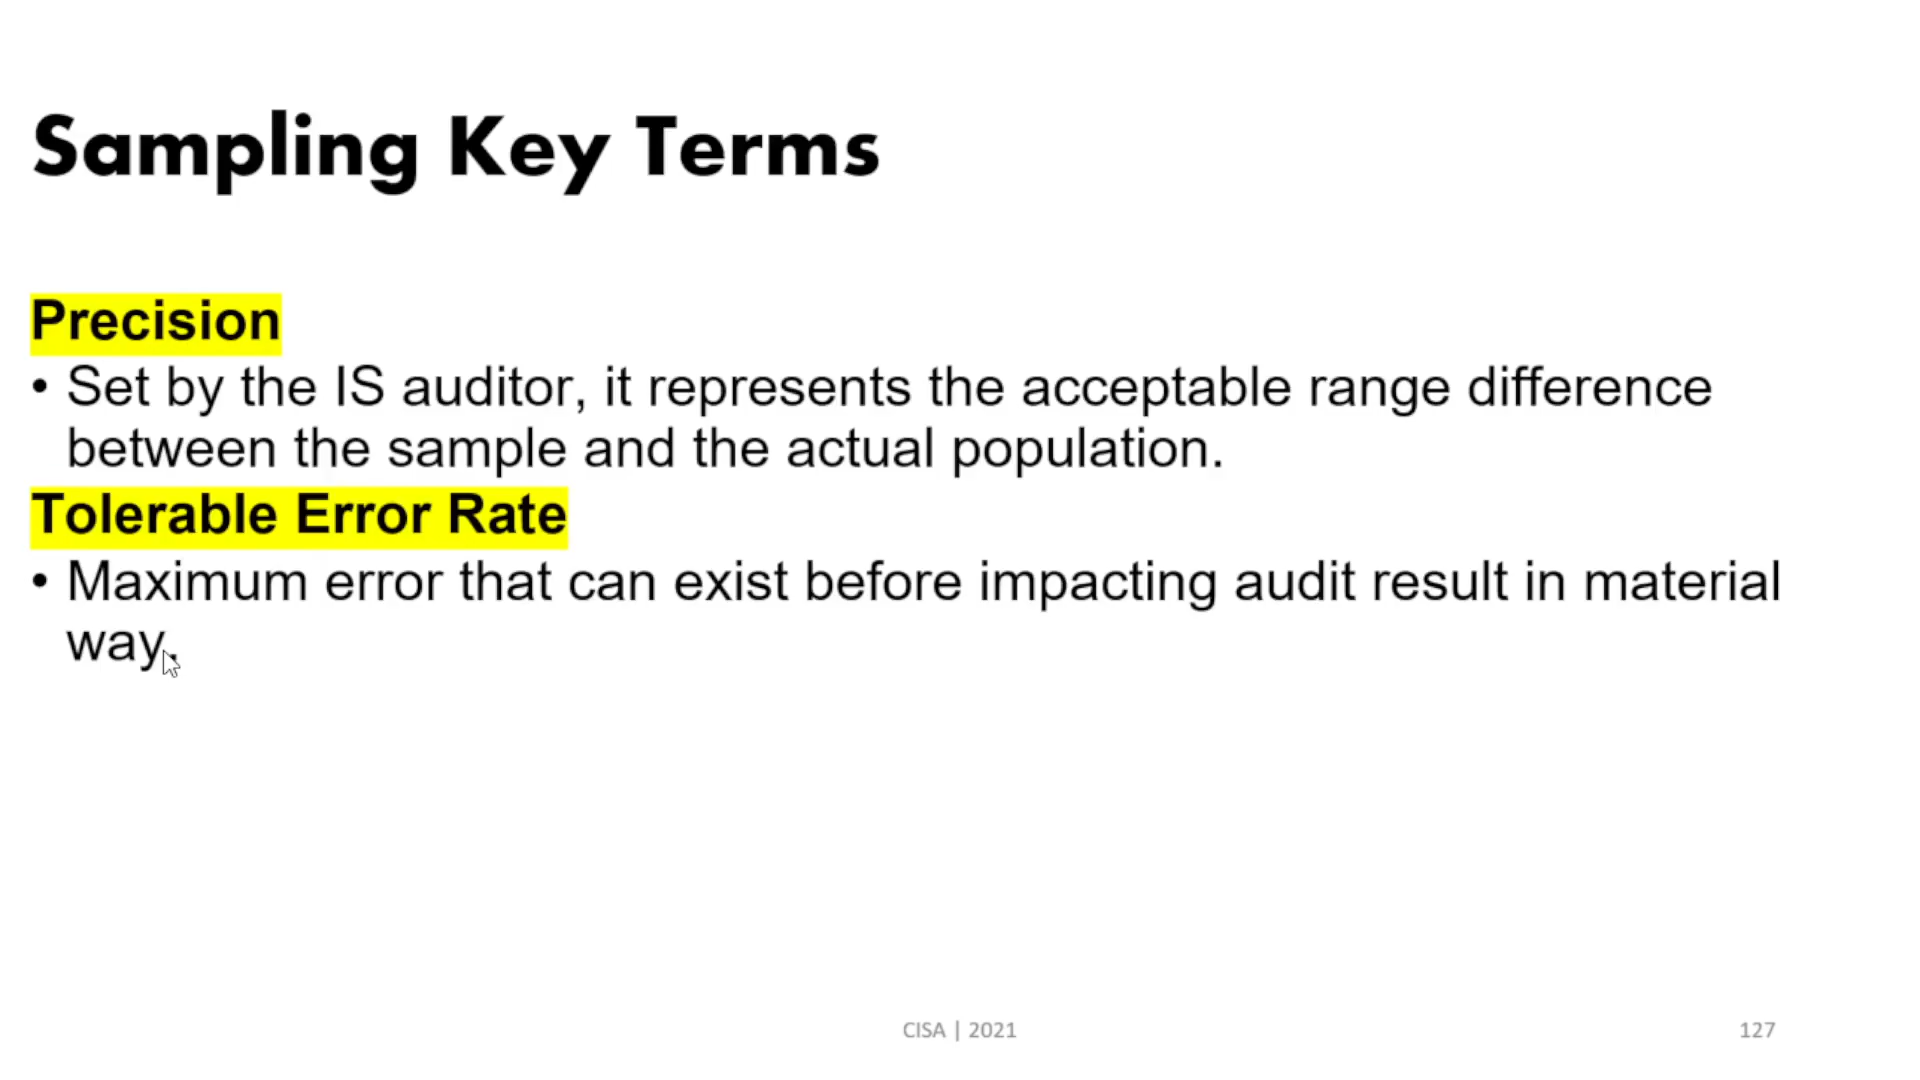 Sampling Key Terms
Precision
• Set by the IS auditor, it represents the acceptable range difference
between the sample and the actual population.
Tolerable Error Rate
• Maximum error that can exist before impacting audit result in material
way.
CISA | 2021
127